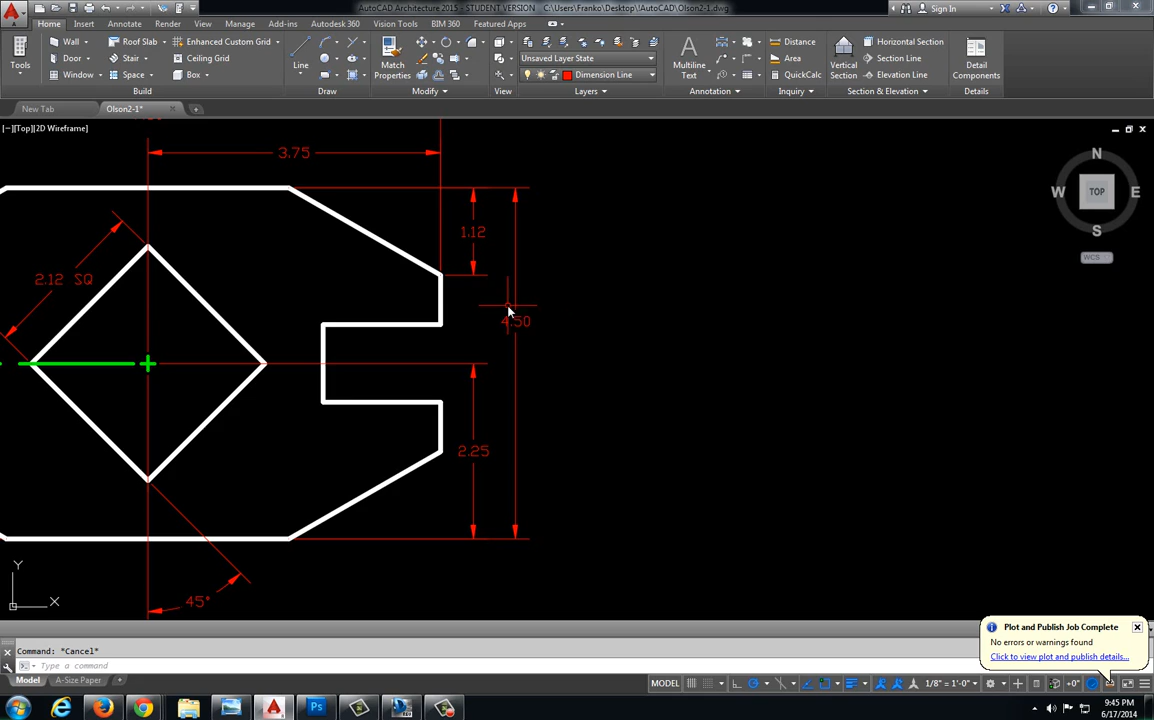 AutoCAD Architecture 2015 - STUDENT VERSION C:\Users\Franko\Desktop\!AutoCAD\Olson2-1.dwg
Sign In
Home Insert Annotate Render View Manage Add-ins Autodesk 360 Vision Tools BIM 360 Featured Apps
Tools
Wall
Door
Window
Roof Slab
Stair
Space
Enhanced Custom Grid
Ceiling Grid
Box
Build
Line
Draw
Match Properties
Modify
View
Unsaved Layer State
Dimension Line
Layers
Multiline Text
Annotation
Distance
Area
QuickCalc
Inquiry
Vertical Section
Horizontal Section
Section Line
Elevation Line
Section & Elevation
Detail Components
Details
New Tab
Olson2-1*
[−][Top][2D Wireframe]
3.75
1.12
2.12 SQ
4.50
2.25
45°
N
W TOP E
S
WCS
Y
X
Plot and Publish Job Complete
No errors or warnings found
Click to view plot and publish details...
Command: *Cancel*
Type a command
Model
A-Size Paper
MODEL
1/8" = 1'-0"
+0"
9:45 PM
6/17/2014